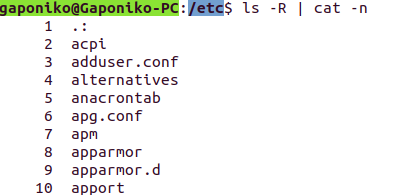 gaponiko@Gaponiko-PC:/etc$ ls -R | cat -n
1 .:
2 acpi
3 adduser.conf
4 alternatives
5 anacrontab
6 apg.conf
7 apm
8 apparmor
9 apparmor.d
10 apport